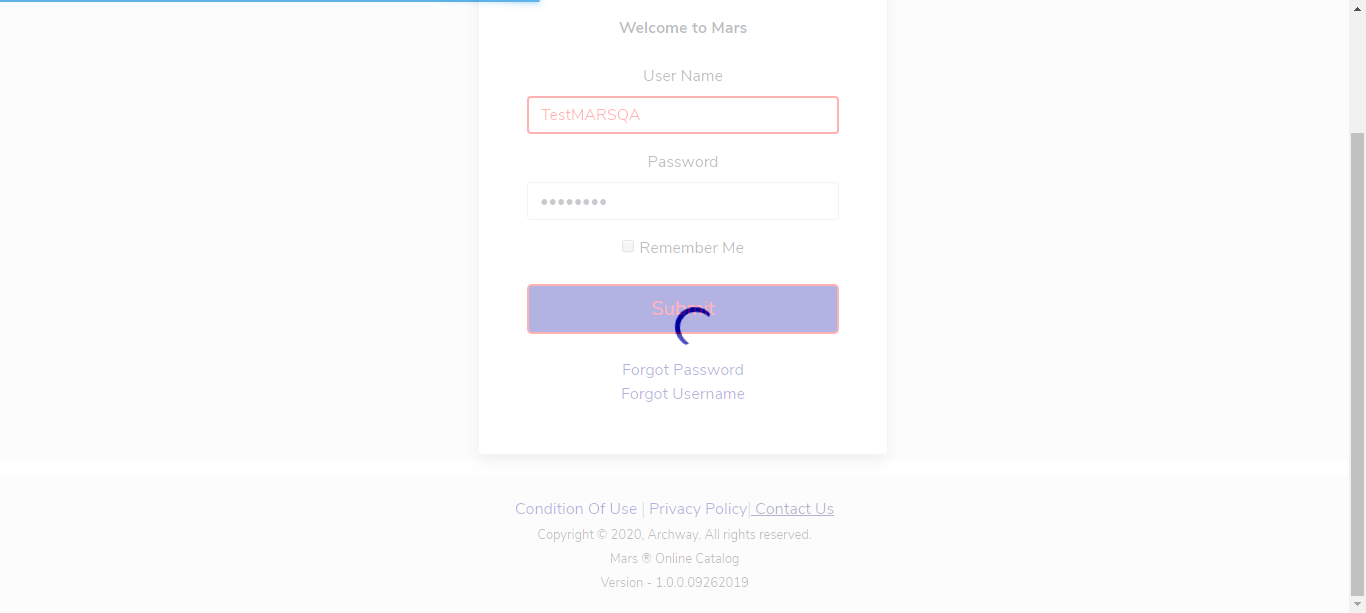 Welcome to Mars
User Name
TestMARSQA
Password
••••••••
Remember Me
Submit
Forgot Password
Forgot Username
Condition Of Use | Privacy Policy| Contact Us
Copyright © 2020, Archway. All rights reserved.
Mars ® Online Catalog
Version - 1.0.0.09262019